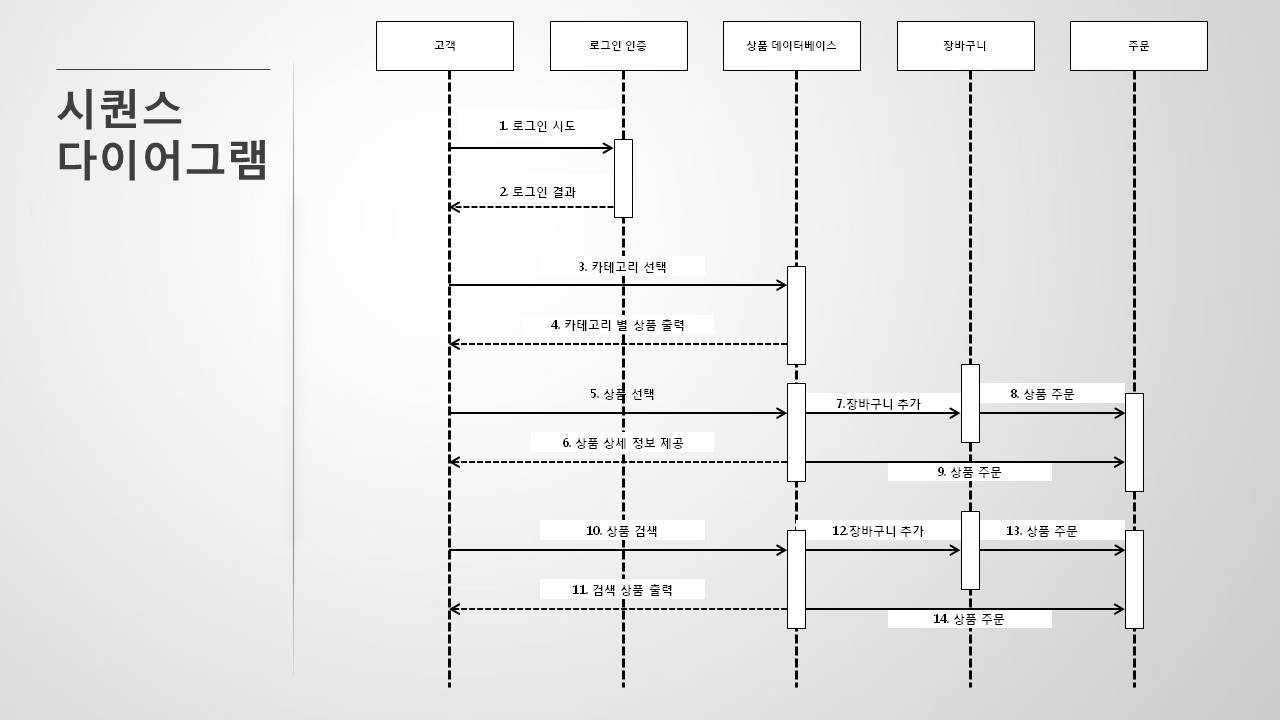 시퀀스
다이어그램
고객
로그인 인증
상품 데이터베이스
장바구니
주문
1. 로그인 시도
2. 로그인 결과
3. 카테고리 선택
4. 카테고리 별 상품 출력
5. 상품 선택
7.장바구니 추가
8. 상품 주문
6. 상품 상세 정보 제공
9. 상품 주문
10. 상품 검색
12.장바구니 추가
13. 상품 주문
11. 검색 상품 출력
14. 상품 주문